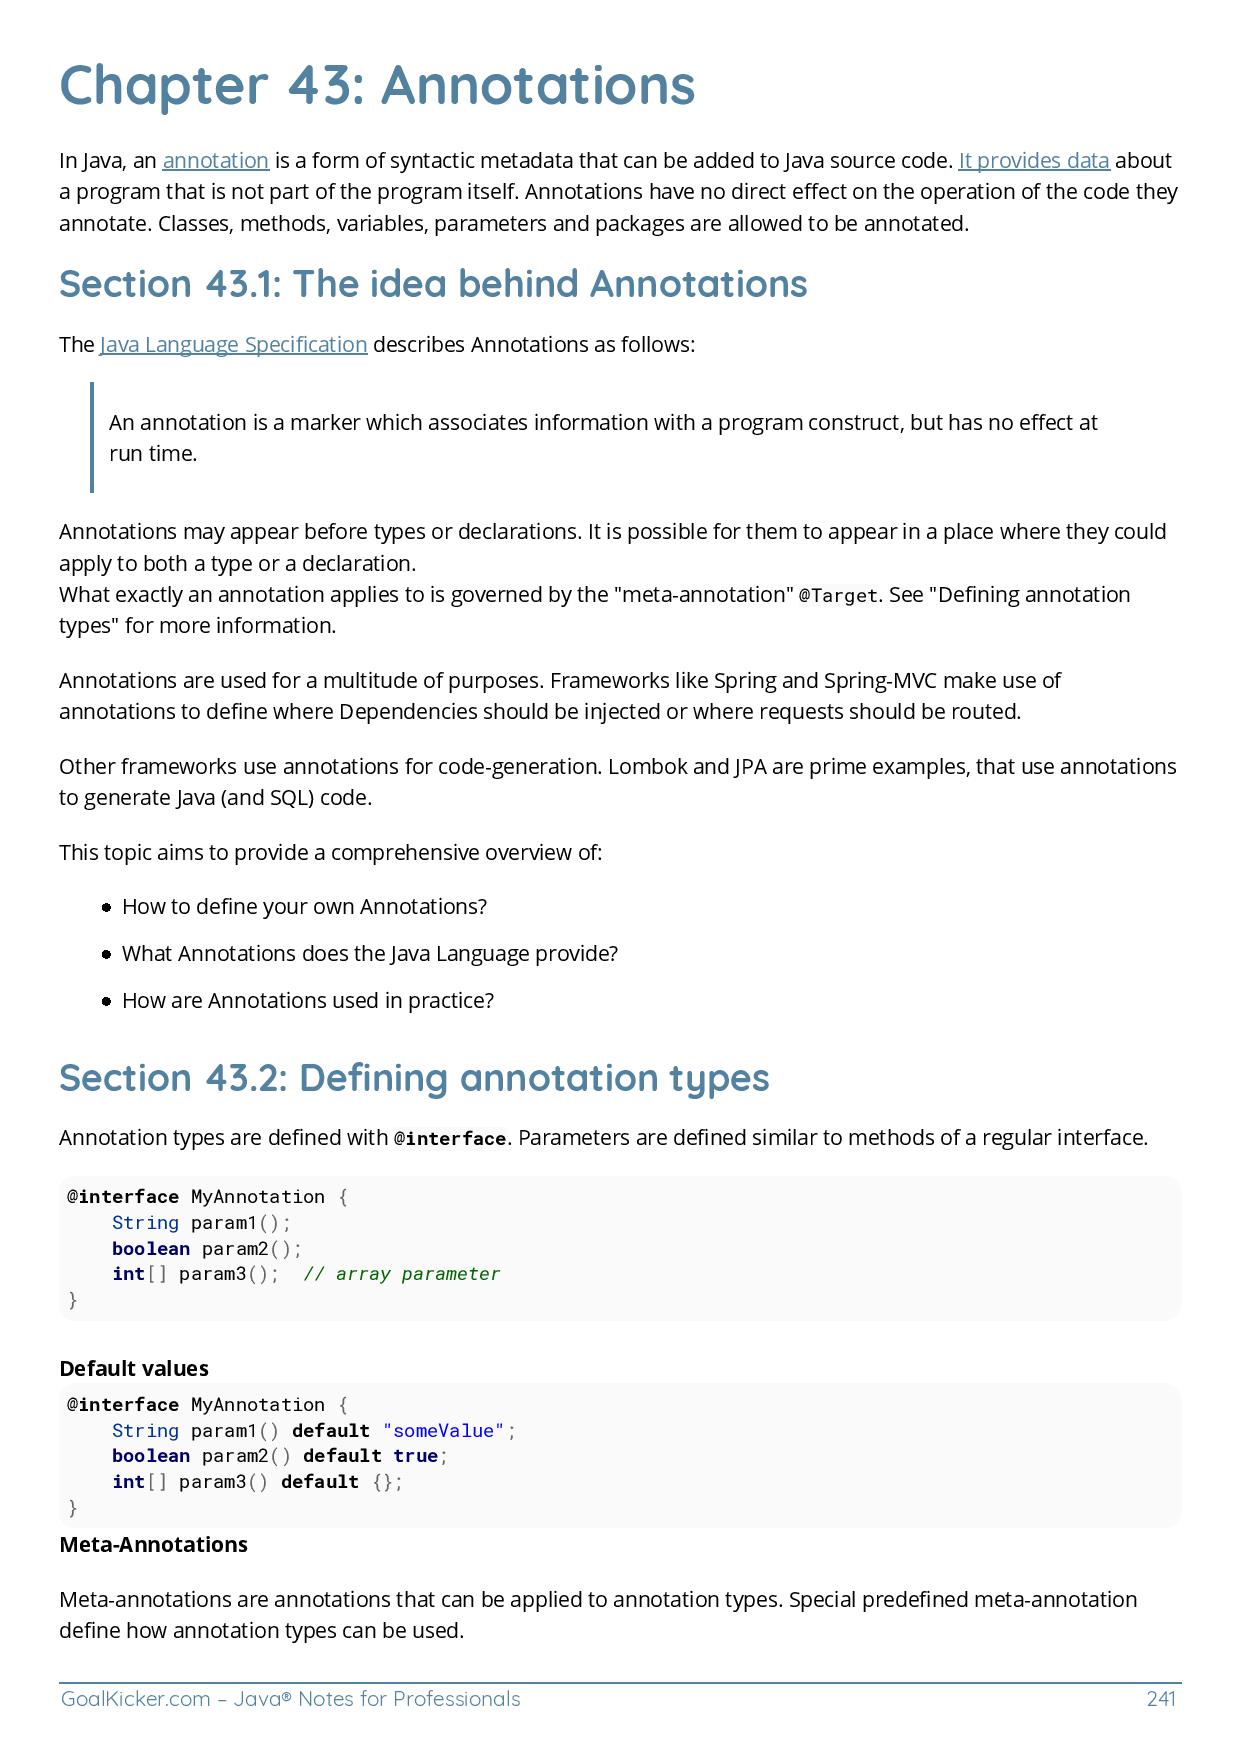 Chapter 43: Annotations
In Java, an annotation is a form of syntactic metadata that can be added to Java source code. It provides data about
a program that is not part of the program itself. Annotations have no direct effect on the operation of the code they
annotate. Classes, methods, variables, parameters and packages are allowed to be annotated.
Section 43.1: The idea behind Annotations
The Java Language Specification describes Annotations as follows:
An annotation is a marker which associates information with a program construct, but has no effect at
run time.
Annotations may appear before types or declarations. It is possible for them to appear in a place where they could
apply to both a type or a declaration.
What exactly an annotation applies to is governed by the "meta-annotation" @Target. See "Defining annotation
types" for more information.
Annotations are used for a multitude of purposes. Frameworks like Spring and Spring-MVC make use of
annotations to define where Dependencies should be injected or where requests should be routed.
Other frameworks use annotations for code-generation. Lombok and JPA are prime examples, that use annotations
to generate Java (and SQL) code.
This topic aims to provide a comprehensive overview of:
● How to define your own Annotations?
● What Annotations does the Java Language provide?
● How are Annotations used in practice?
Section 43.2: Defining annotation types
Annotation types are defined with @interface. Parameters are defined similar to methods of a regular interface.
@interface MyAnnotation {
    String param1();
    boolean param2();
    int[] param3();  // array parameter
}
Default values
@interface MyAnnotation {
    String param1() default "someValue";
    boolean param2() default true;
    int[] param3() default {};
}
Meta-Annotations
Meta-annotations are annotations that can be applied to annotation types. Special predefined meta-annotation
define how annotation types can be used.
GoalKicker.com – Java® Notes for Professionals 241